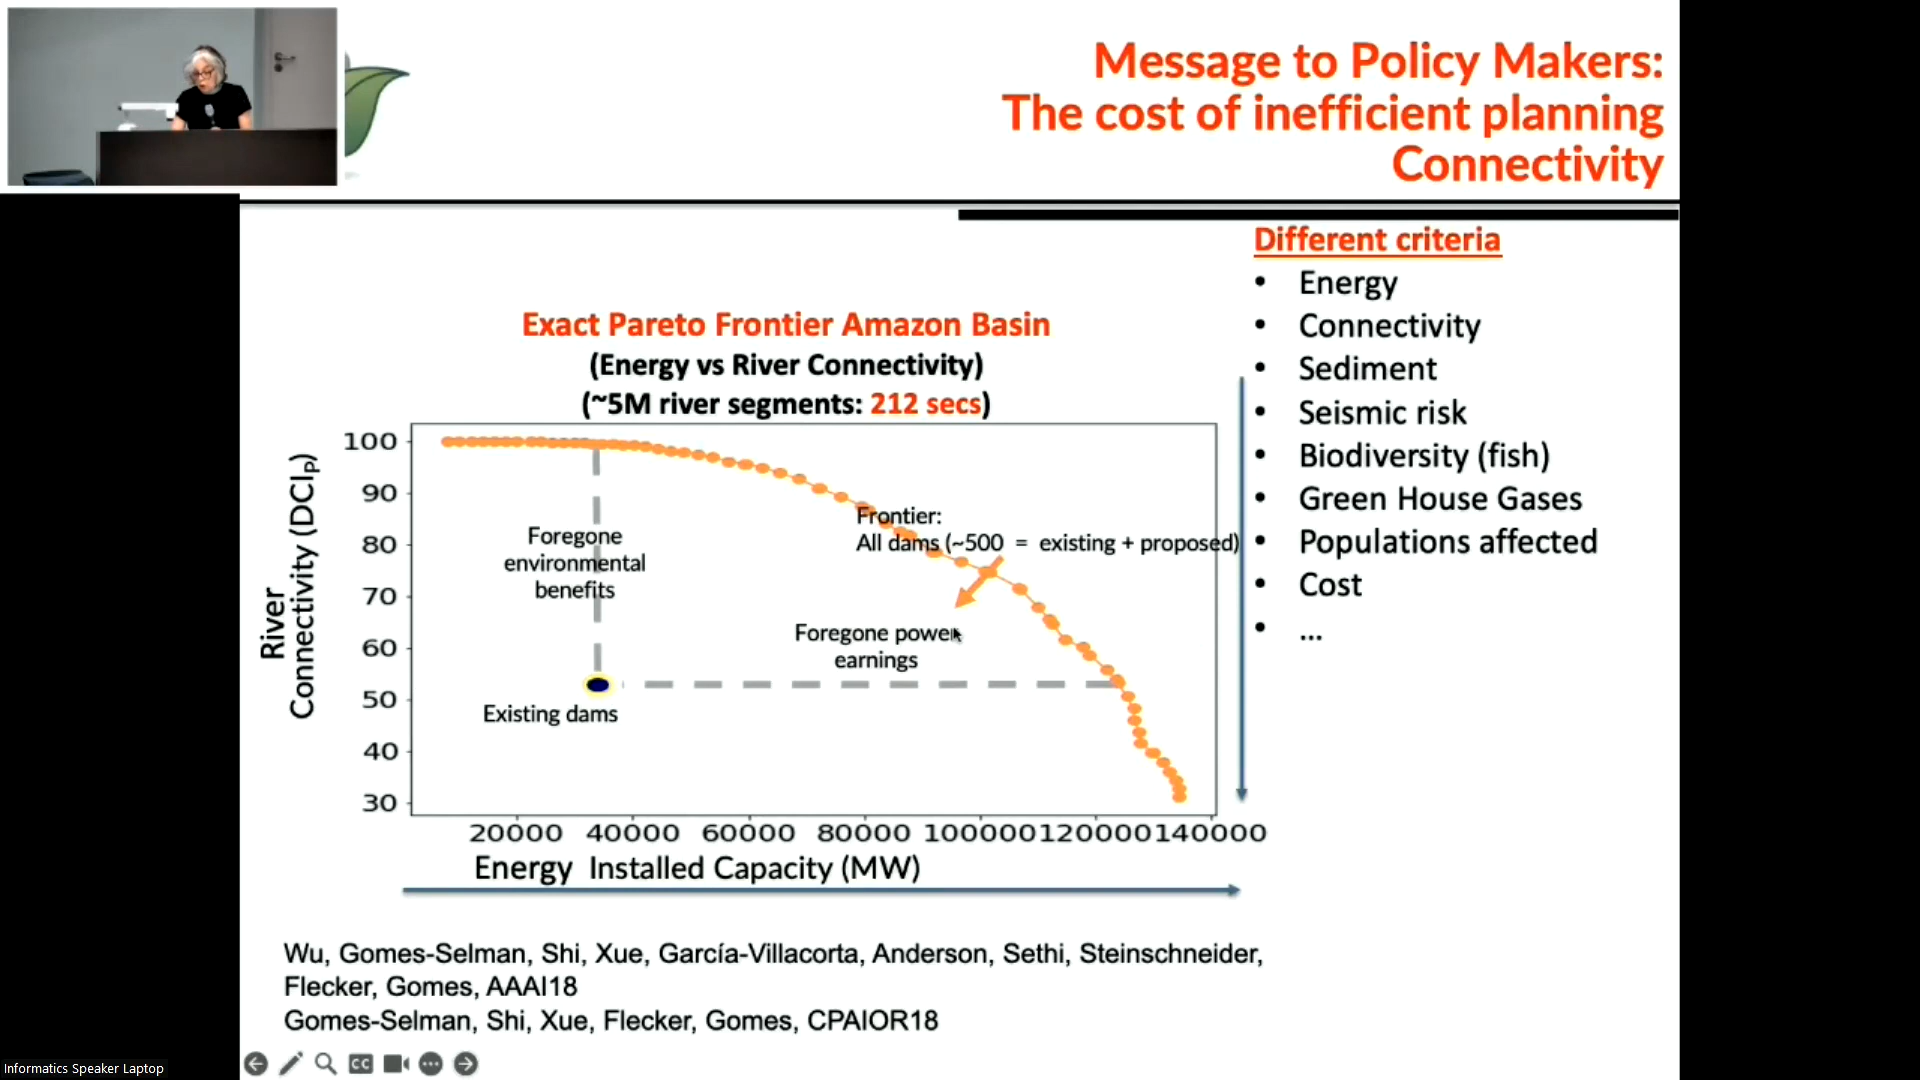 Message to Policy Makers:
The cost of inefficient planning
Connectivity
Different criteria
• Energy
• Connectivity
• Sediment
• Seismic risk
• Biodiversity (fish)
• Green House Gases
• Populations affected
• Cost
• ...
Exact Pareto Frontier Amazon Basin
(Energy vs River Connectivity)
(~5M river segments: 212 secs)
River
Connectivity (DCIP)
100
90
80
70
60
50
40
30
Foregone
environmental
benefits
Frontier:
All dams (~500 = existing + proposed)
Foregone power
earnings
Existing dams
20000 40000 60000 80000 100000 120000 140000
Energy Installed Capacity (MW)
Wu, Gomes-Selman, Shi, Xue, García-Villacorta, Anderson, Sethi, Steinschneider,
Flecker, Gomes, AAAI18
Gomes-Selman, Shi, Xue, Flecker, Gomes, CPAIOR18
CC
Informatics Speaker Laptop